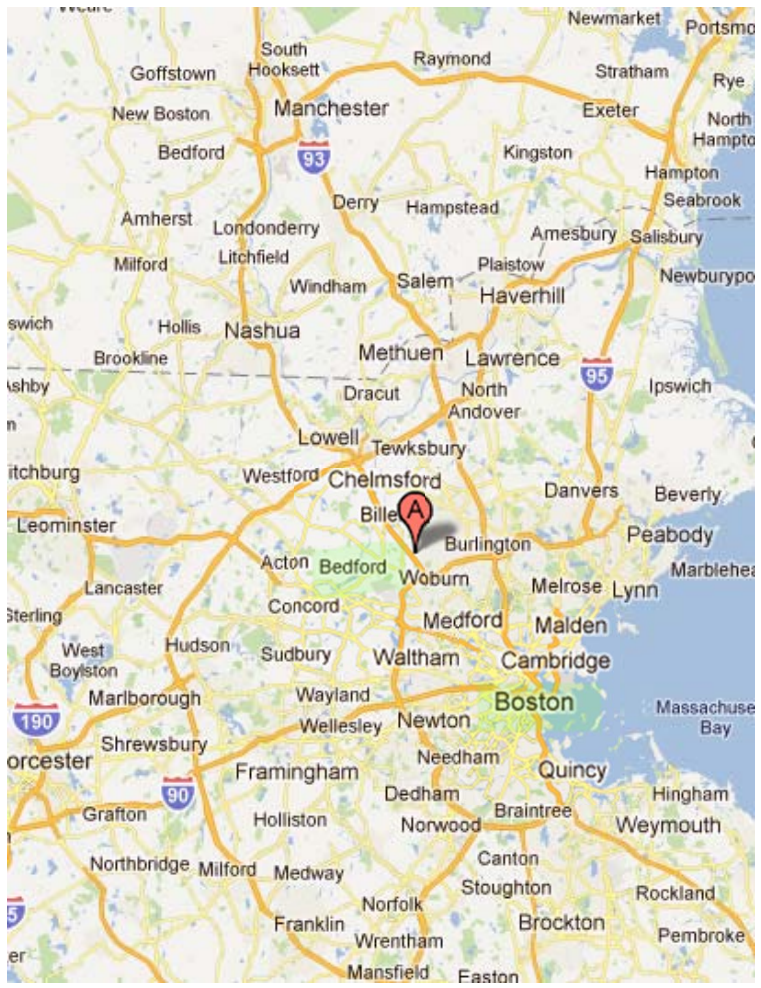 Weare
Newmarket
Portsmo
South
Hooksett
Raymond
Goffstown
Stratham
Rye
New Boston
Manchester
Exeter
North
Hampto
Bedford
93
Kingston
Hampton
Derry
Hampstead
Seabrook
Amherst
Londonderry
Amesbury
Salisbury
Litchfield
Milford
Plaistow
Windham
Salem
Newburypo
Haverhill
swich
Hollis
Nashua
Brookline
Methuen
Lawrence
95
Ashby
Dracut
North
Andover
Ipswich
m
Lowell
Tewksbury
itchburg
Westford
Chelmsford
Danvers
Beverly
Bille
A
Leominster
Burlington
Peabody
Acton
Bedford
Woburn
Marblehea
Lancaster
Melrose
Lynn
Concord
Sterling
Medford
Malden
West
Boylston
Hudson
Sudbury
Waltham
Cambridge
Marlborough
Wayland
Boston
190
Wellesley
Newton
Massachuse
Bay
Shrewsbury
orcester
Needham
Framingham
Quincy
90
Dedham
Hingham
Grafton
Holliston
Norwood
Braintree
Weymouth
Northbridge
Milford
Medway
Canton
Stoughton
Rockland
5
Norfolk
Franklin
Brockton
Wrentham
Pembroke
er
Mansfield
Easton